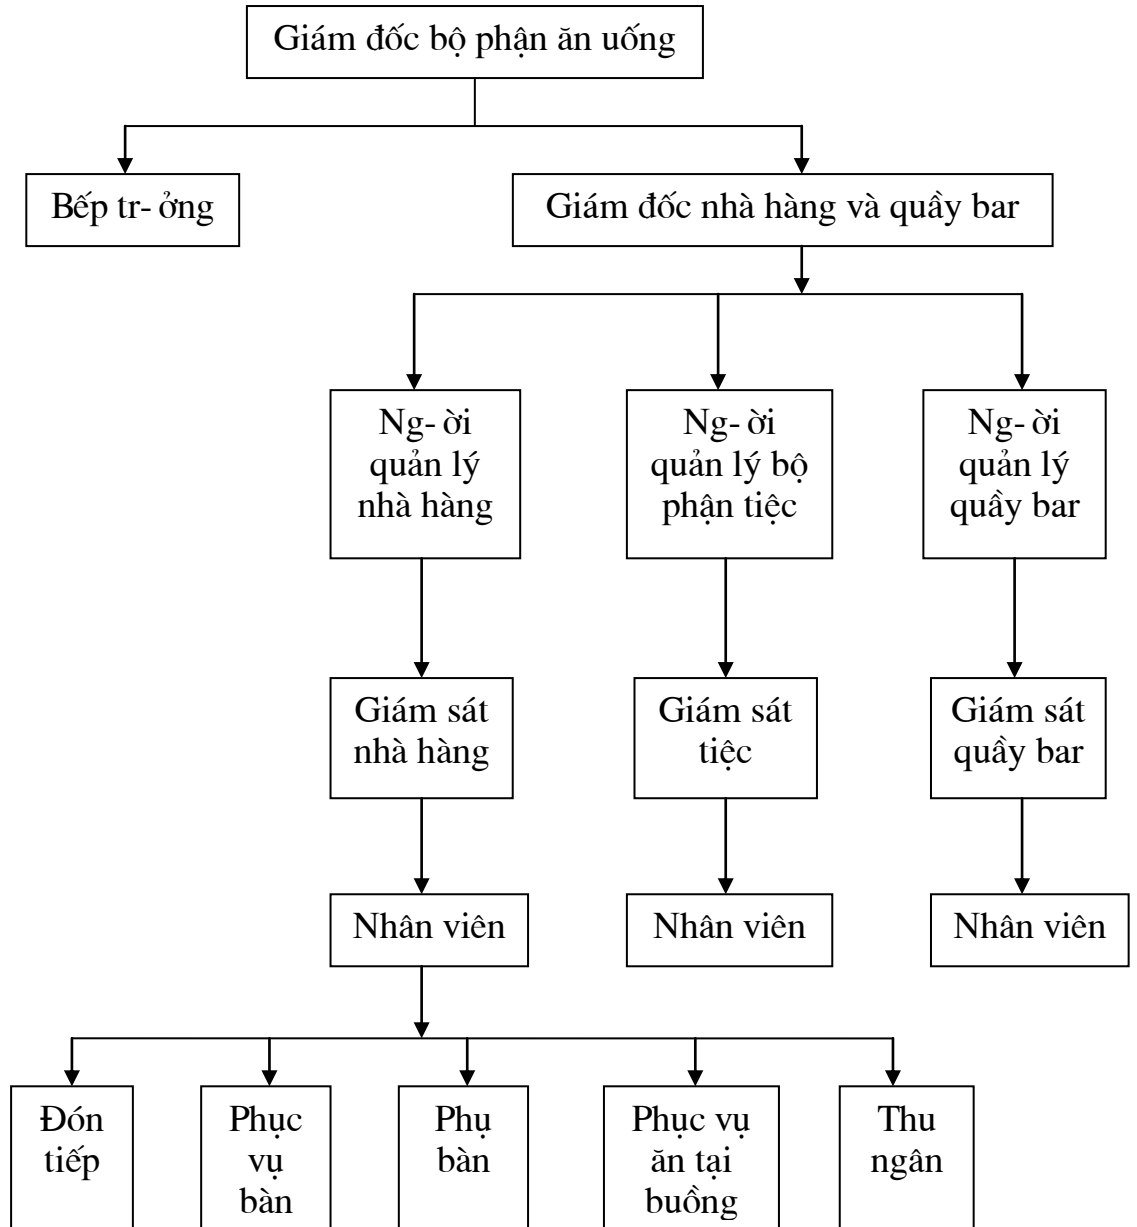 Giám đốc bộ phận ăn uống
Bếp tr- ởng
Giám đốc nhà hàng và quầy bar
Ng- ời
quản lý
nhà hàng
Ng- ời
quản lý bộ
phận tiệc
Ng- ời
quản lý
quầy bar
Giám sát
nhà hàng
Giám sát
tiệc
Giám sát
quầy bar
Nhân viên
Nhân viên
Nhân viên
Đón
tiếp
Phục
vụ
bàn
Phụ
bàn
Phục vụ
ăn tại
buồng
Thu
ngân